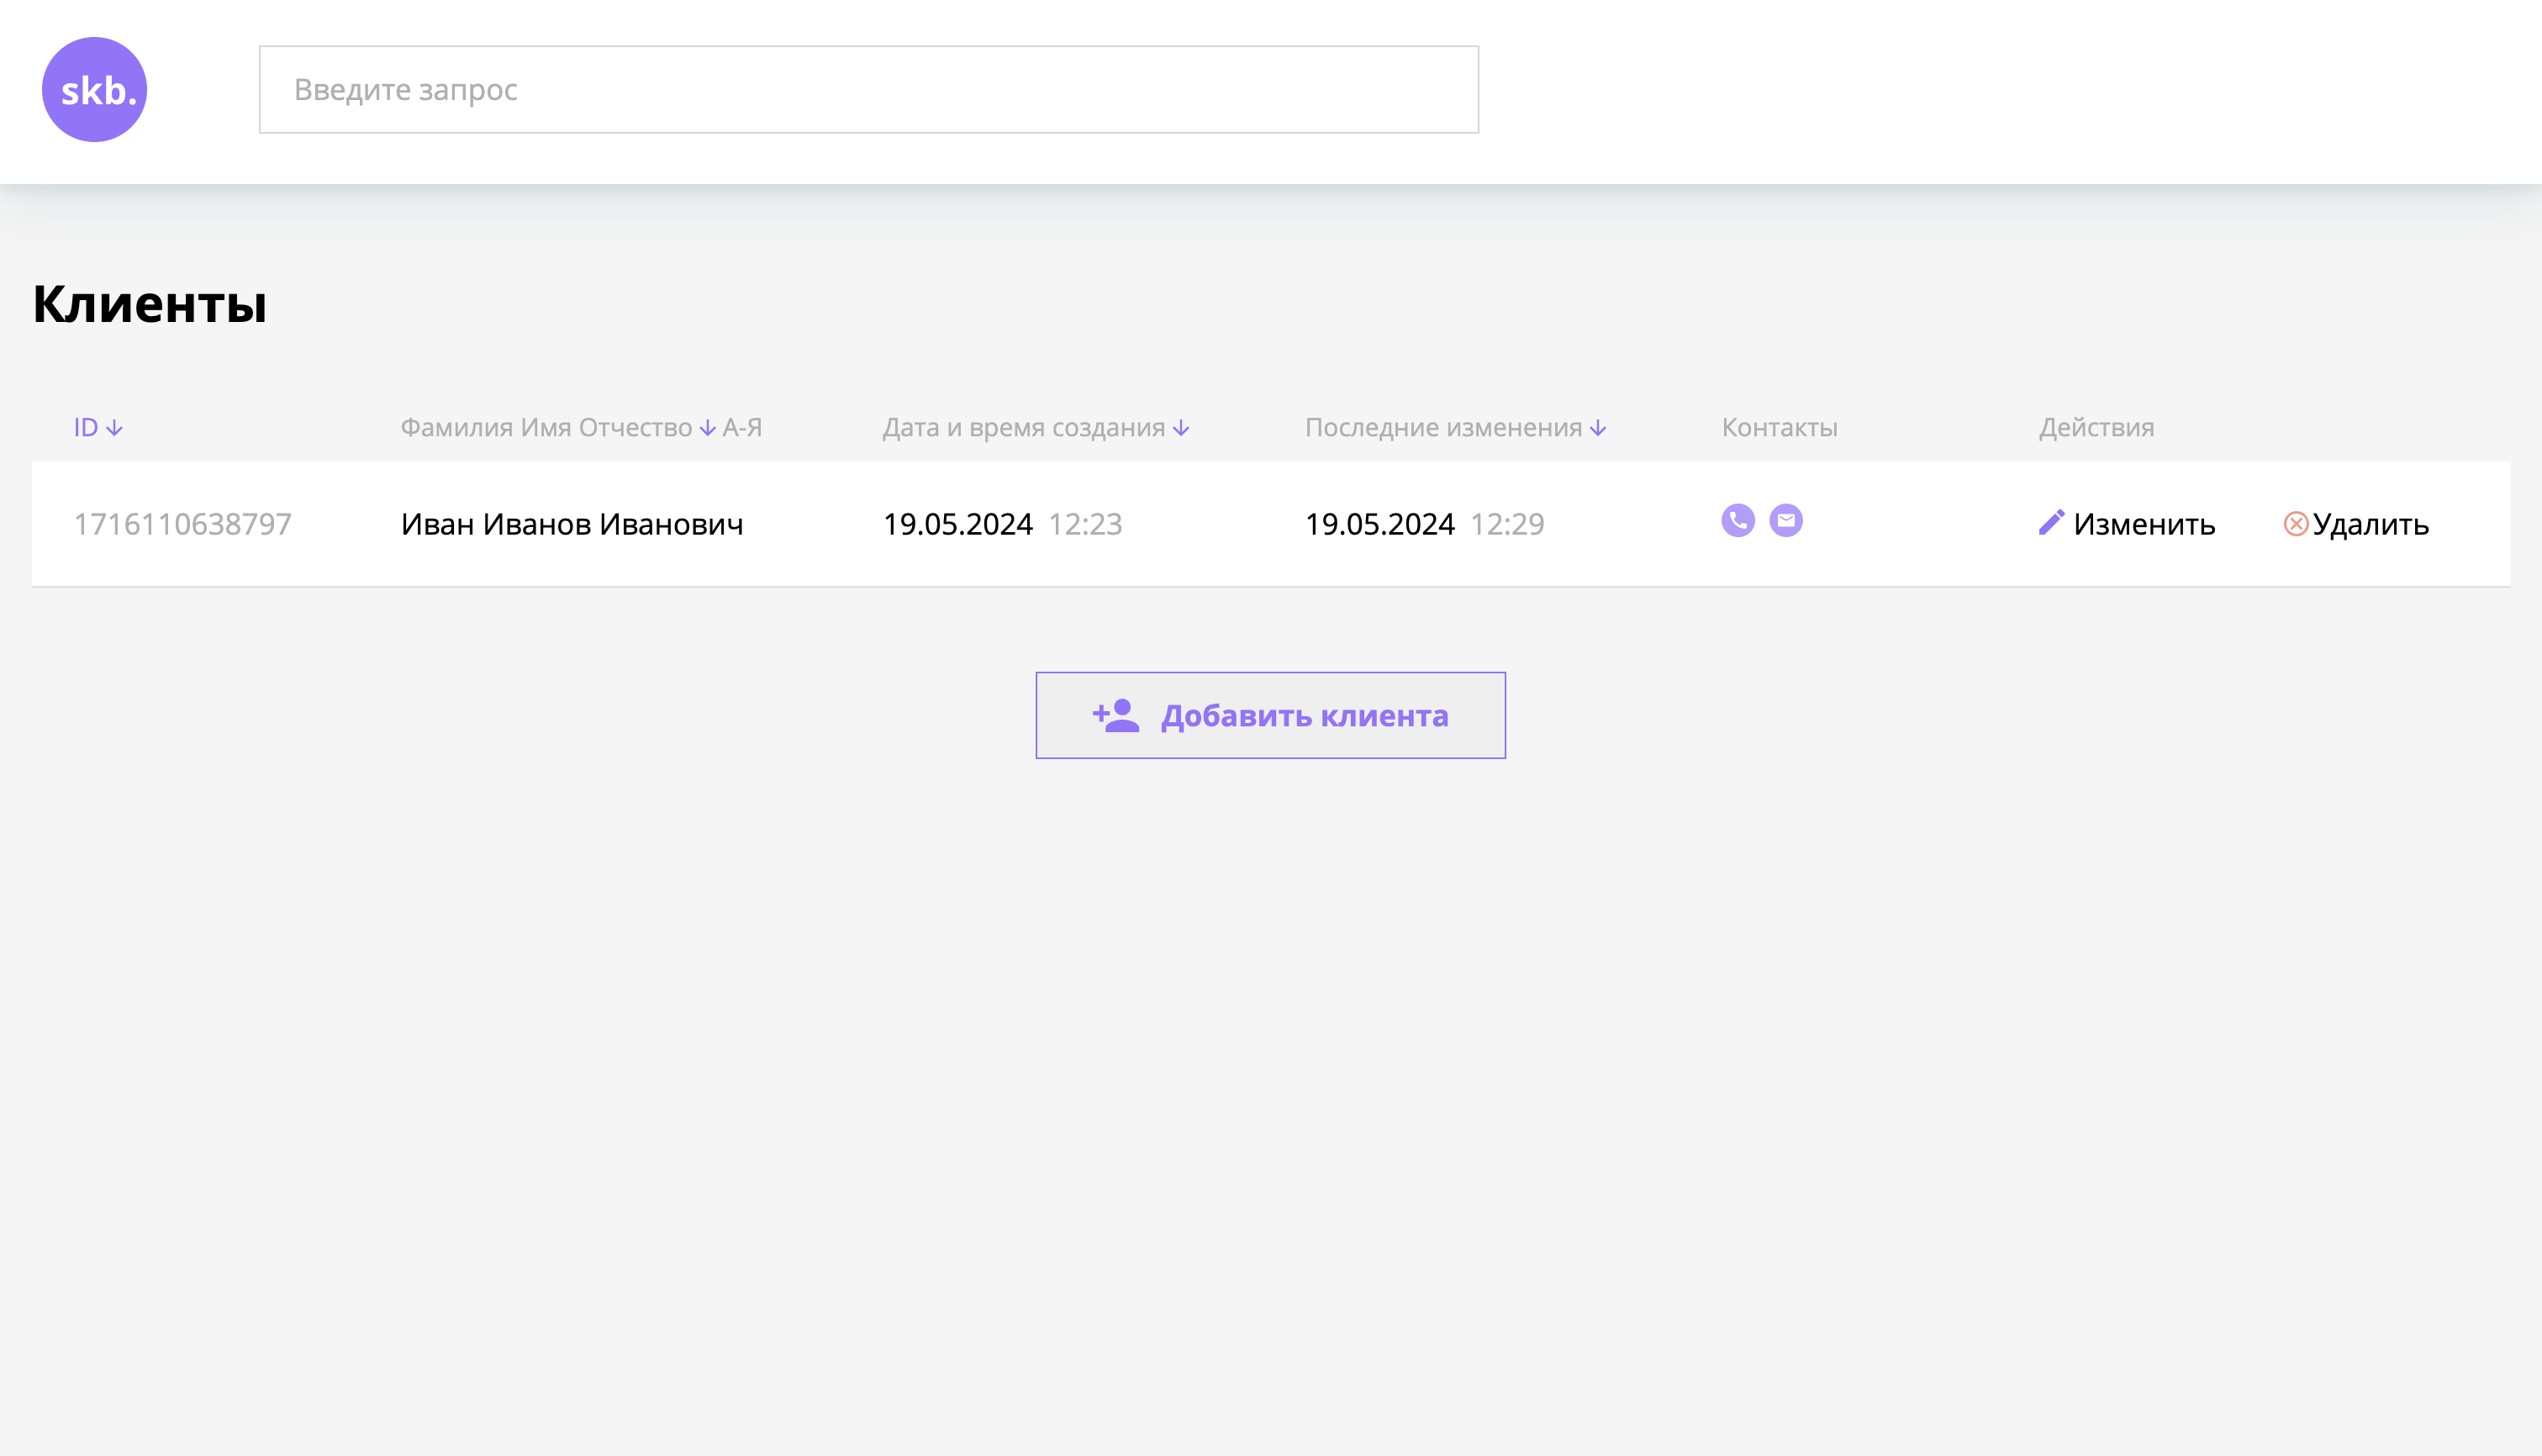 skb.
Введите запрос
Клиенты
ID Фамилия Имя Отчество А-Я Дата и время создания Последние изменения Контакты Действия
1716110638797 Иван Иванов Иванович 19.05.2024 12:23 19.05.2024 12:29 Изменить Удалить
Добавить клиента